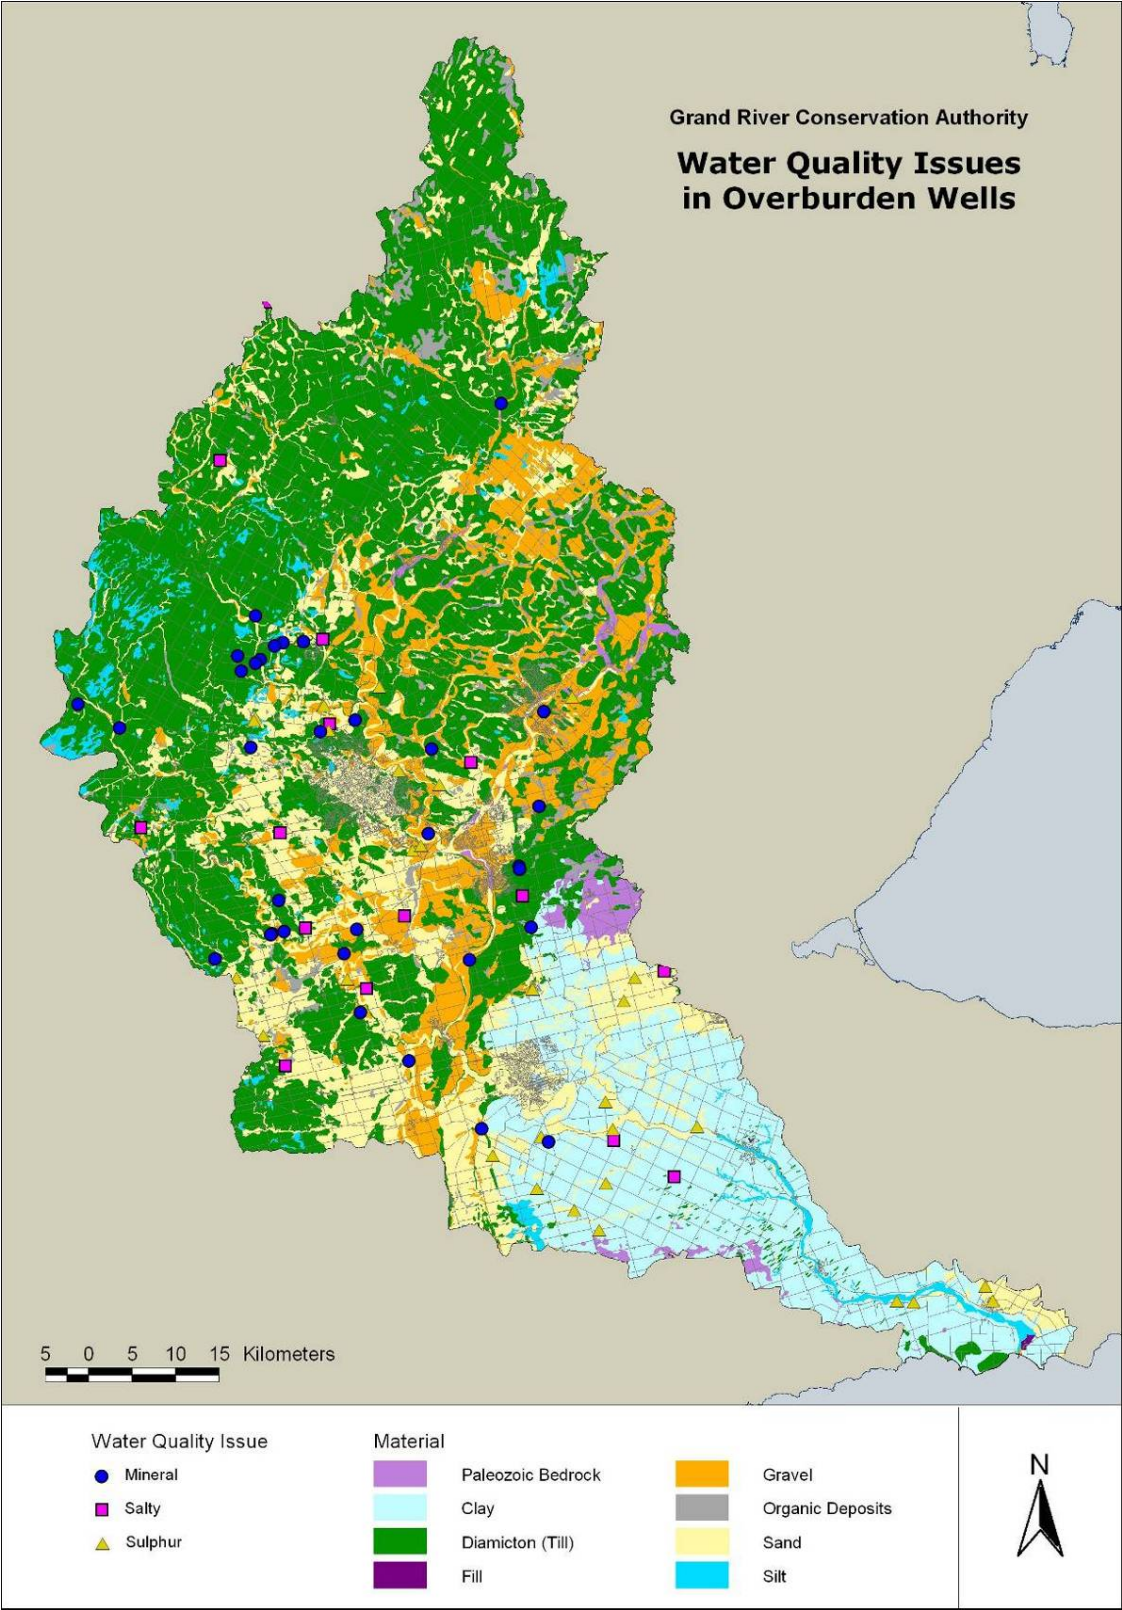 Grand River Conservation Authority
Water Quality Issues
in Overburden Wells
5 0 5 10 15 Kilometers
Water Quality Issue
Mineral
Salty
Sulphur
Material
Paleozoic Bedrock
Clay
Diamicton (Till)
Fill
Gravel
Organic Deposits
Sand
Silt
N